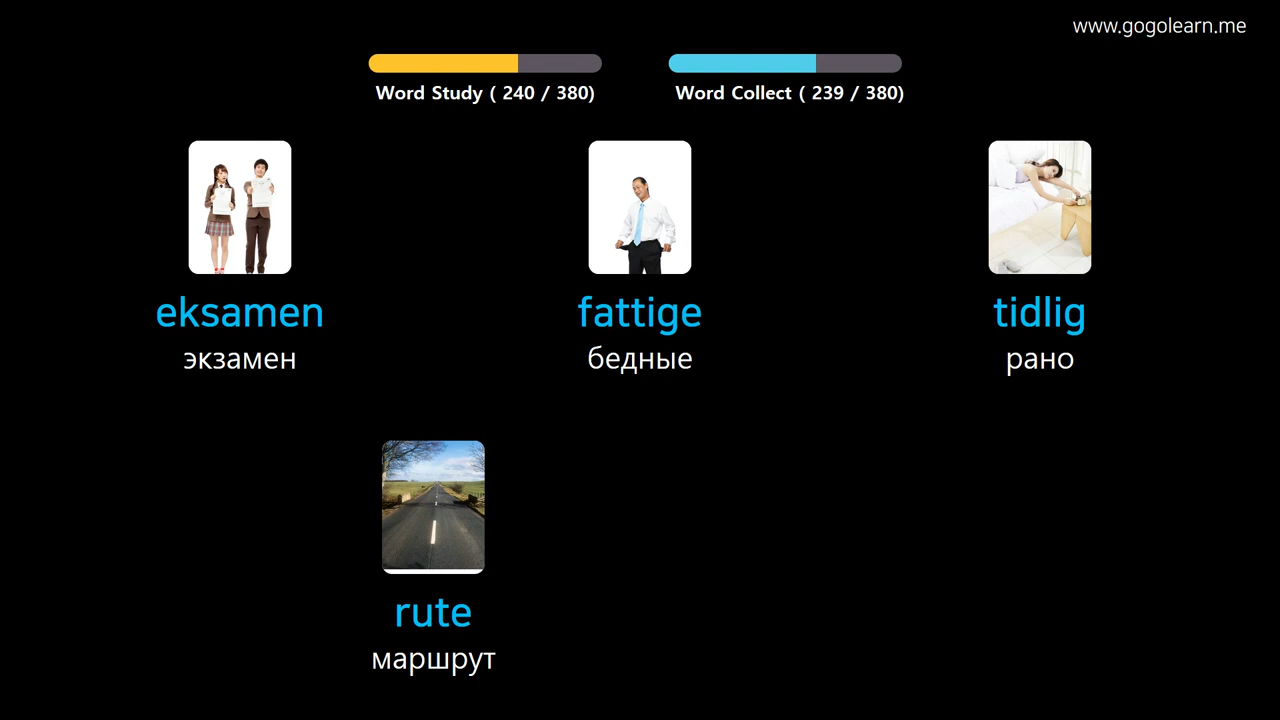 www.gogolearn.me
Word Study ( 240 / 380)
Word Collect ( 239 / 380)
eksamen
экзамен
fattige
бедные
tidlig
рано
rute
маршрут